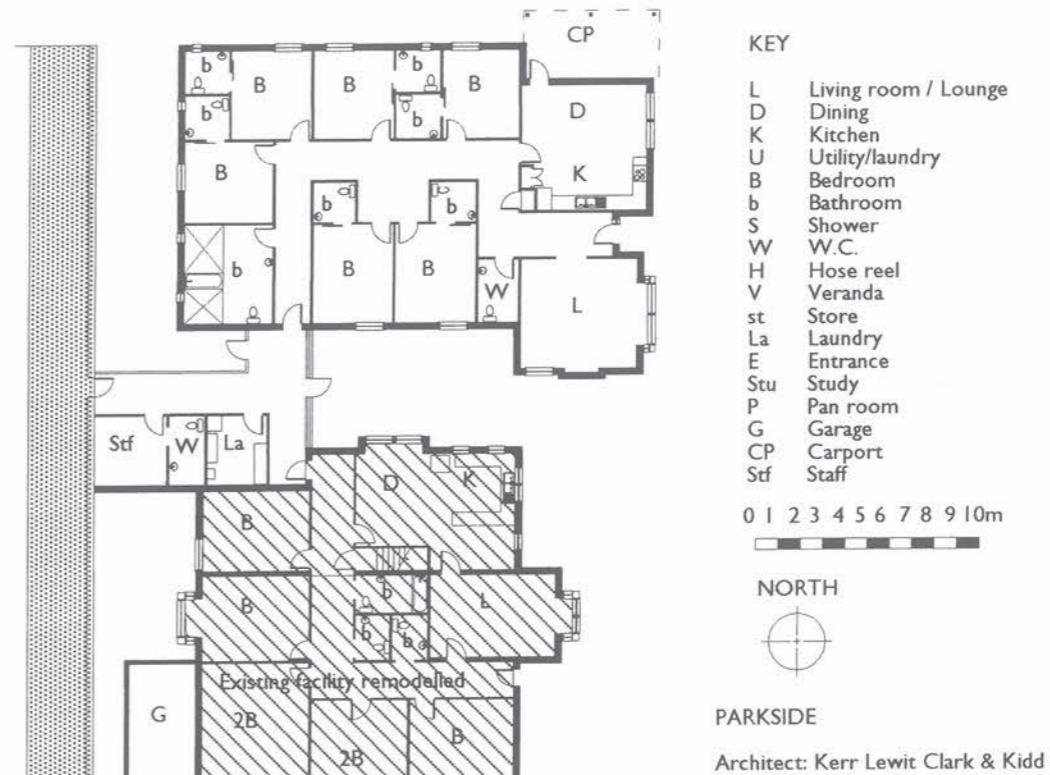 CP
KEY
L Living room / Lounge
D Dining
K Kitchen
U Utility/laundry
B Bedroom
b Bathroom
S Shower
W W.C.
H Hose reel
V Veranda
st Store
La Laundry
E Entrance
Stu Study
P Pan room
G Garage
CP Carport
Stf Staff
0 1 2 3 4 5 6 7 8 9 10m
NORTH
PARKSIDE
Architect: Kerr Lewit Clark & Kidd
b B B b B
b b
D
B K
b b
b B B W L
Stf W La
D K
B
B b L
b b
Existing facility remodelled
G 2B 2B B